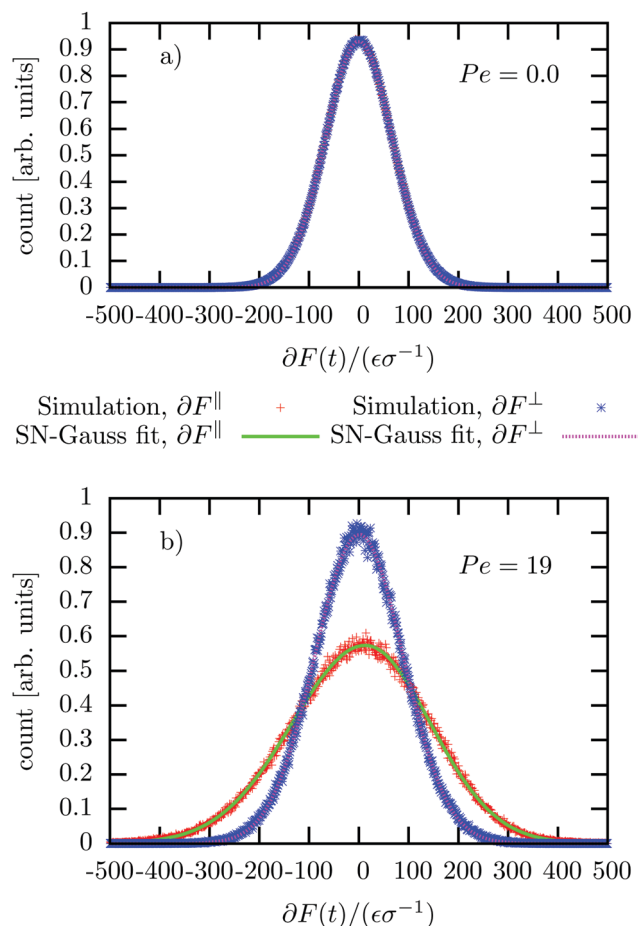 1
0.9
0.8
0.7
0.6
0.5
0.4
0.3
0.2
0.1
0
count [arb. units]
a)
Pe = 0.0
-500 -400 -300 -200 -100 0 100 200 300 400 500
∂F(t)/(ϵσ⁻¹)
Simulation, ∂F^∥ Simulation, ∂F^⊥
SN-Gauss fit, ∂F^∥ SN-Gauss fit, ∂F^⊥
1
0.9
0.8
0.7
0.6
0.5
0.4
0.3
0.2
0.1
0
count [arb. units]
b)
Pe = 19
-500 -400 -300 -200 -100 0 100 200 300 400 500
∂F(t)/(ϵσ⁻¹)